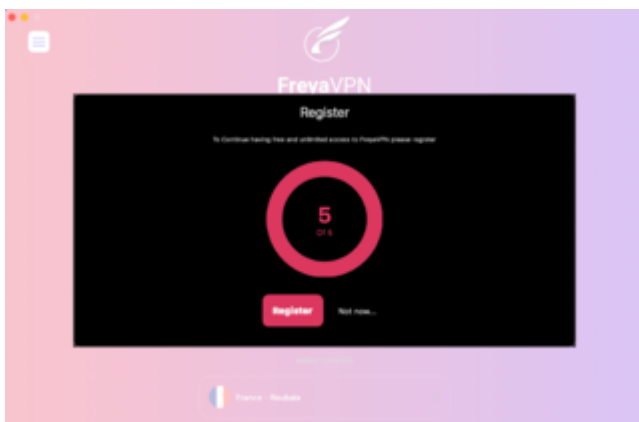 FreyaVPN
Register
To Continue having free and unlimited access to FreyaVPN please register
5
Of 5
Register
Not now...
France - Roubaix